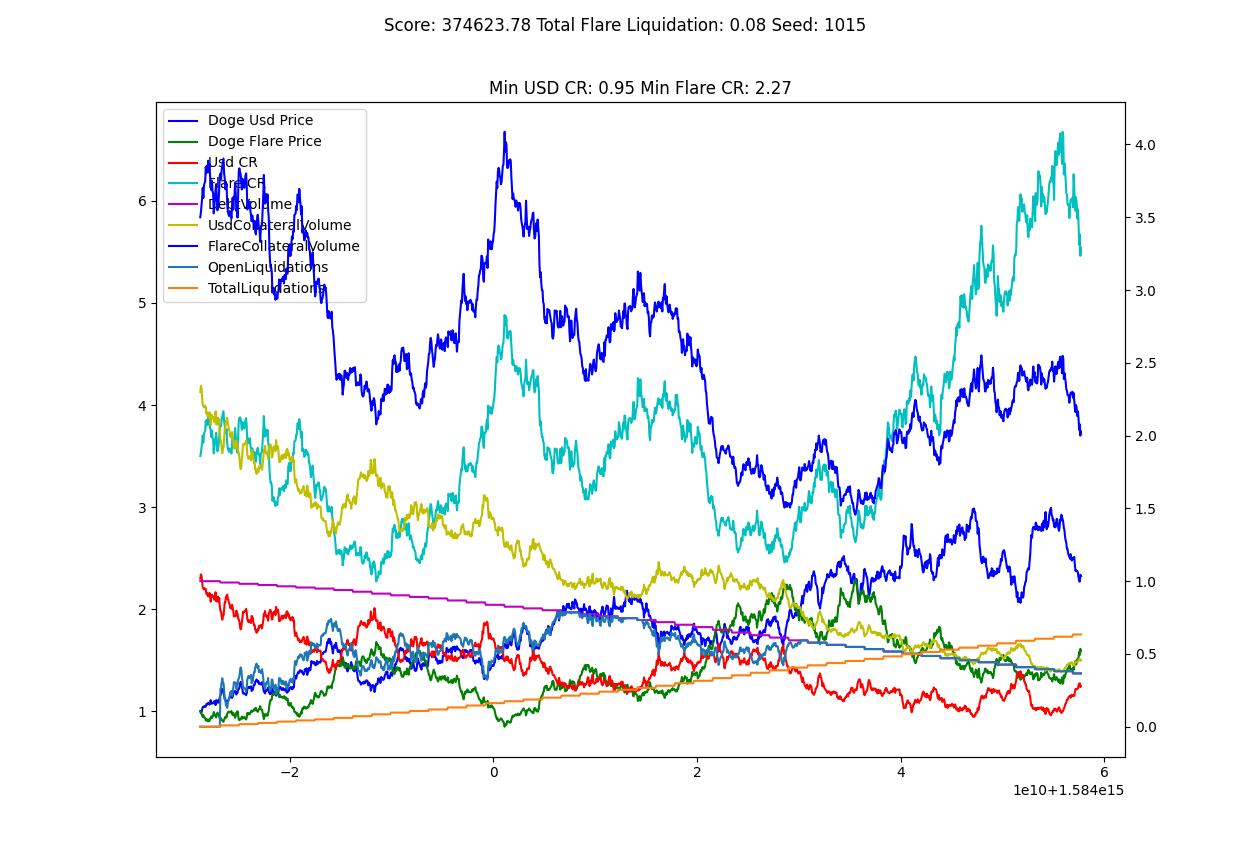 Score: 374623.78 Total Flare Liquidation: 0.08 Seed: 1015
Min USD CR: 0.95 Min Flare CR: 2.27
Doge Usd Price
Doge Flare Price
Usd CR
Flare CR
DebtVolume
UsdCollateralVolume
FlareCollateralVolume
OpenLiquidations
TotalLiquidations
6
5
4
3
2
1
4.0
3.5
3.0
2.5
2.0
1.5
1.0
0.5
0.0
−2
0
2
4
6
1e10+1.584e15